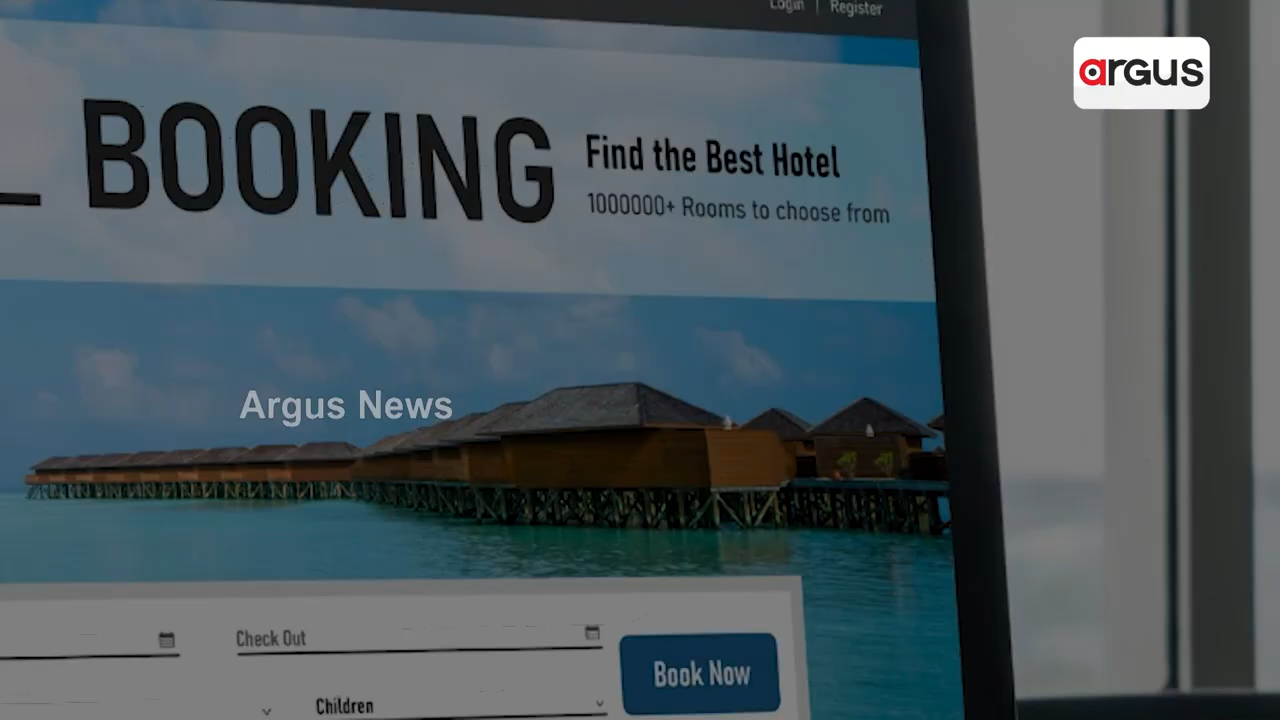 Login | Register
argus
BOOKING
Find the Best Hotel
1000000+ Rooms to choose from
Argus News
Check Out
Book Now
Children